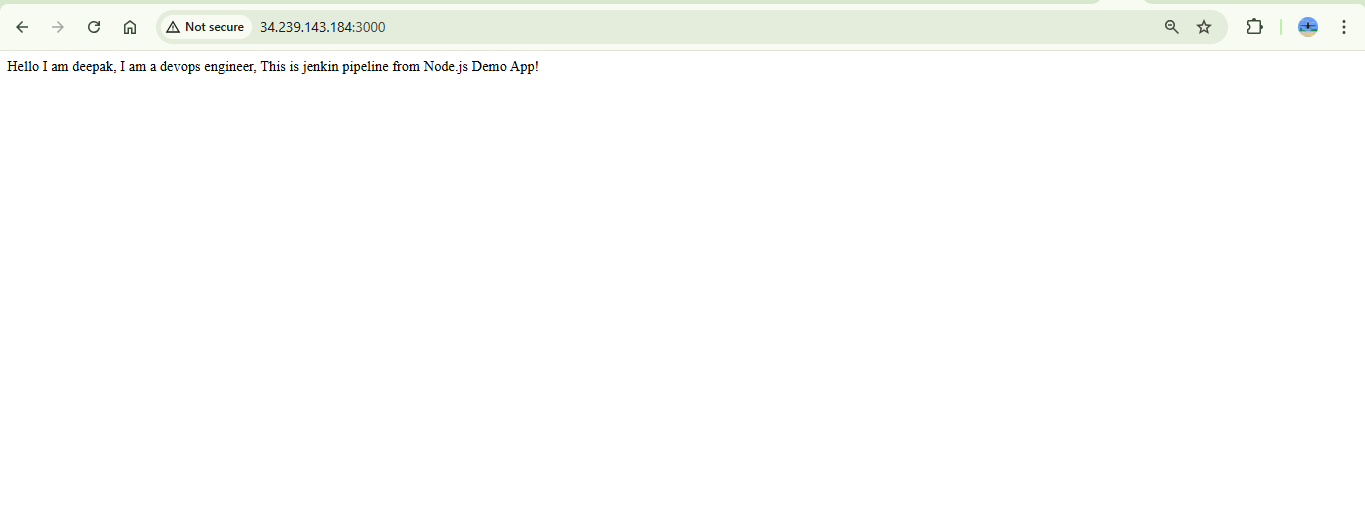 Not secure 34.239.143.184:3000
Hello I am deepak, I am a devops engineer, This is jenkin pipeline from Node.js Demo App!